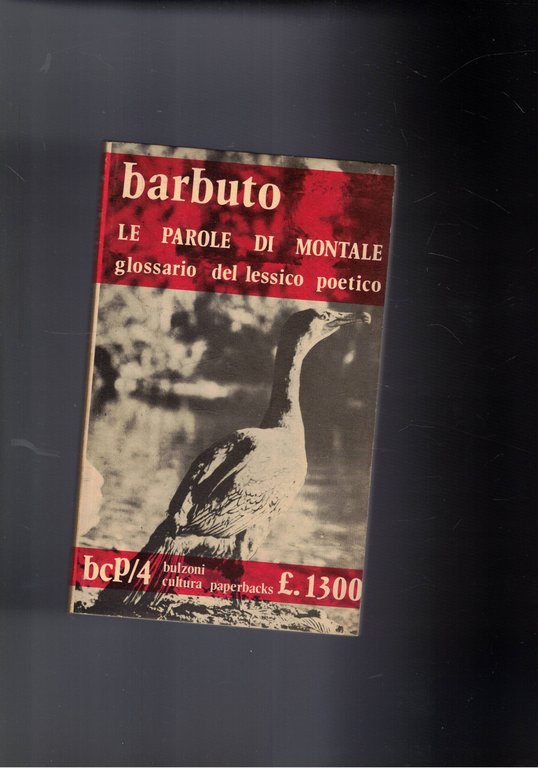 barbuto
LE PAROLE DI MONTALE
glossario del lessico poetico
bcp/4 bulzoni
cultura paperbacks £. 1300